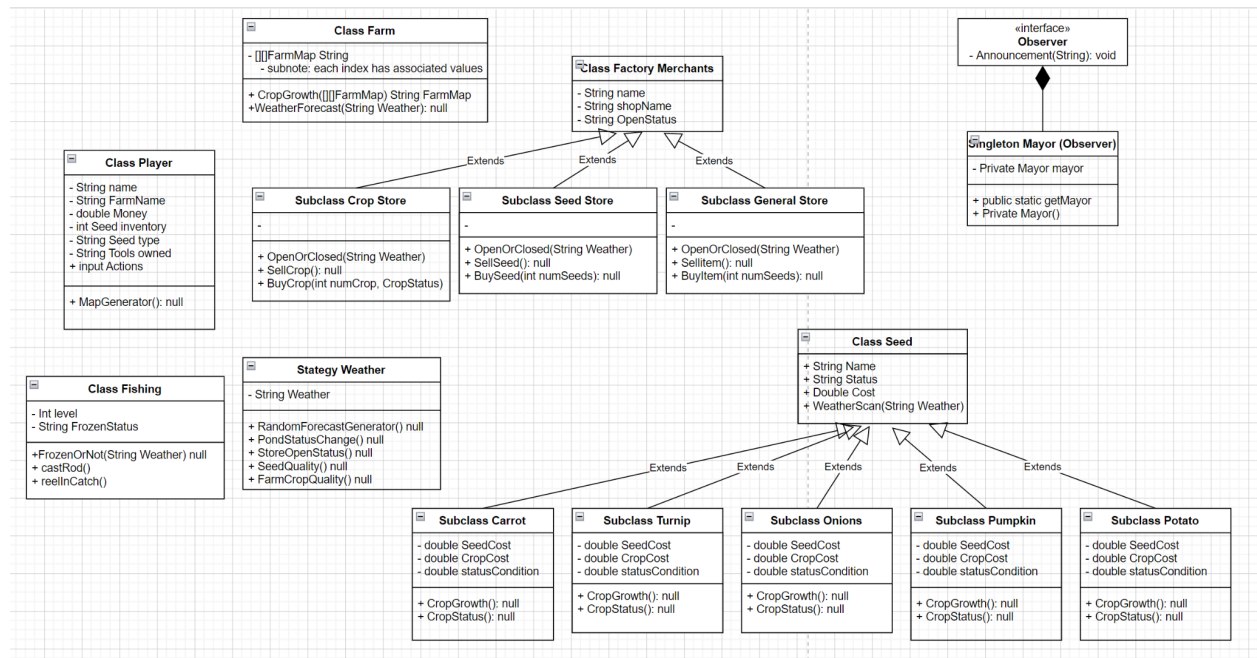 Class Farm
- [][]FarmMap String
- subnote: each index has associated values
+ CropGrowth([][]FarmMap) String FarmMap
+WeatherForecast(String Weather): null
Class Factory Merchants
- String name
- String shopName
- String OpenStatus
«interface»
Observer
- Announcement(String): void
Singleton Mayor (Observer)
- Private Mayor mayor
+ public static getMayor
+ Private Mayor()
Class Player
- String name
- String FarmName
- double Money
- int Seed inventory
- String Seed type
- String Tools owned
+ input Actions
+ MapGenerator(): null
Extends
Extends
Extends
Subclass Crop Store
-
+ OpenOrClosed(String Weather)
+ SellCrop(): null
+ BuyCrop(int numCrop, CropStatus)
Subclass Seed Store
-
+ OpenOrClosed(String Weather)
+ SellSeed(): null
+ BuySeed(int numSeeds): null
Subclass General Store
-
+ OpenOrClosed(String Weather)
+ SellItem(): null
+ BuyItem(int numSeeds): null
Class Seed
+ String Name
+ String Status
+ Double Cost
+ WeatherScan(String Weather)
Class Fishing
- Int level
- String FrozenStatus
+FrozenOrNot(String Weather) null
+ castRod()
+ reelInCatch()
Stategy Weather
- String Weather
+ RandomForecastGenerator() null
+ PondStatusChange() null
+ StoreOpenStatus() null
+ SeedQuality() null
+ FarmCropQuality() null
Extends
Extends
Extends
Extends
Extends
Subclass Carrot
- double SeedCost
- double CropCost
- double statusCondition
+ CropGrowth(): null
+ CropStatus(): null
Subclass Turnip
- double SeedCost
- double CropCost
- double statusCondition
+ CropGrowth(): null
+ CropStatus(): null
Subclass Onions
- double SeedCost
- double CropCost
- double statusCondition
+ CropGrowth(): null
+ CropStatus(): null
Subclass Pumpkin
- double SeedCost
- double CropCost
- double statusCondition
+ CropGrowth(): null
+ CropStatus(): null
Subclass Potato
- double SeedCost
- double CropCost
- double statusCondition
+ CropGrowth(): null
+ CropStatus(): null